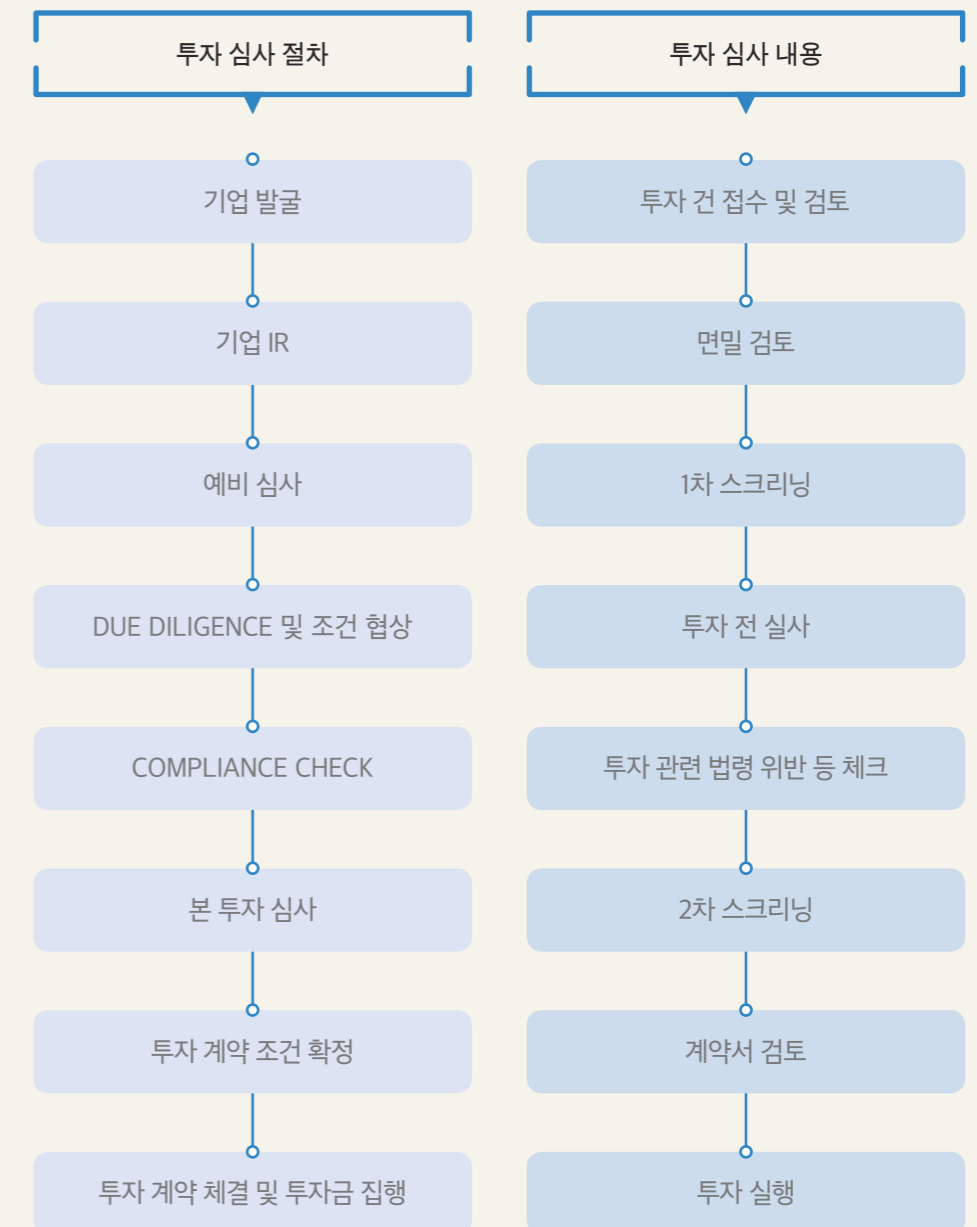 투자 심사 절차
투자 심사 내용
기업 발굴
투자 건 접수 및 검토
기업 IR
면밀 검토
예비 심사
1차 스크리닝
DUE DILIGENCE 및 조건 협상
투자 전 실사
COMPLIANCE CHECK
투자 관련 법령 위반 등 체크
본 투자 심사
2차 스크리닝
투자 계약 조건 확정
계약서 검토
투자 계약 체결 및 투자금 집행
투자 실행